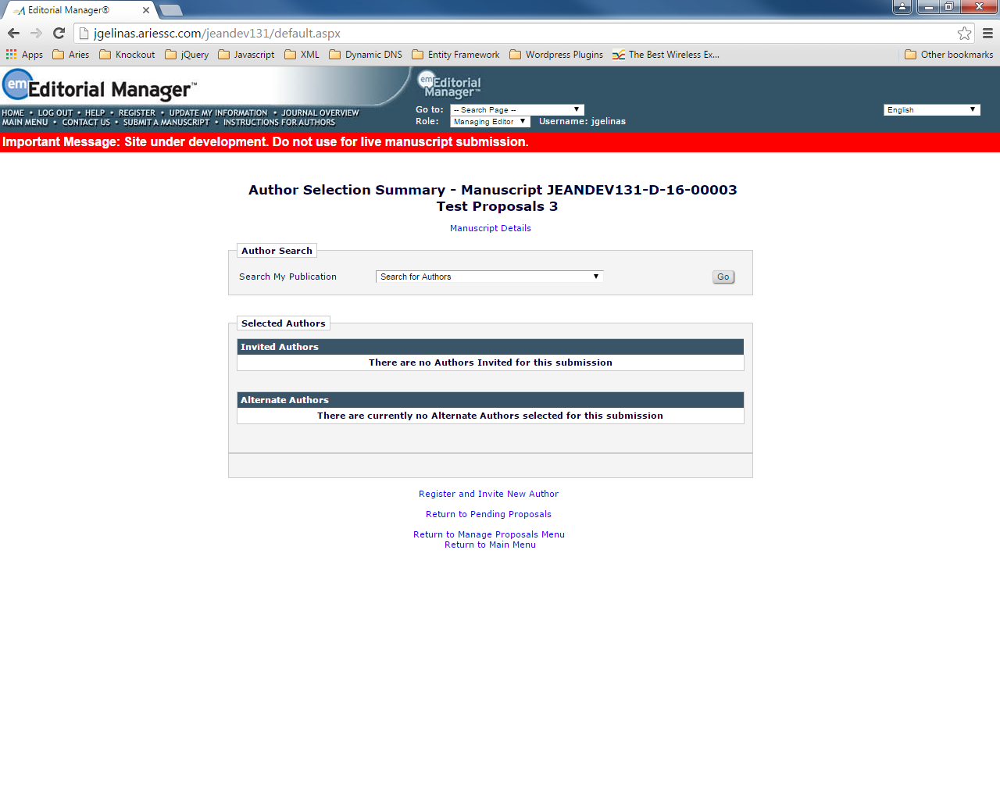 Editorial Manager®
jgelinas.ariessc.com/jeandev131/default.aspx
Apps Aries Knockout jQuery Javascript XML Dynamic DNS Entity Framework Wordpress Plugins The Best Wireless Ex... Other bookmarks
em Editorial Manager™
em Editorial Manager™
HOME • LOG OUT • HELP • REGISTER • UPDATE MY INFORMATION • JOURNAL OVERVIEW
MAIN MENU • CONTACT US • SUBMIT A MANUSCRIPT • INSTRUCTIONS FOR AUTHORS
Go to: -- Search Page -- English
Role: Managing Editor Username: jgelinas
Important Message: Site under development. Do not use for live manuscript submission.
Author Selection Summary - Manuscript JEANDEV131-D-16-00003
Test Proposals 3
Manuscript Details
Author Search
Search My Publication Search for Authors Go
Selected Authors
Invited Authors
There are no Authors Invited for this submission
Alternate Authors
There are currently no Alternate Authors selected for this submission
Register and Invite New Author
Return to Pending Proposals
Return to Manage Proposals Menu
Return to Main Menu